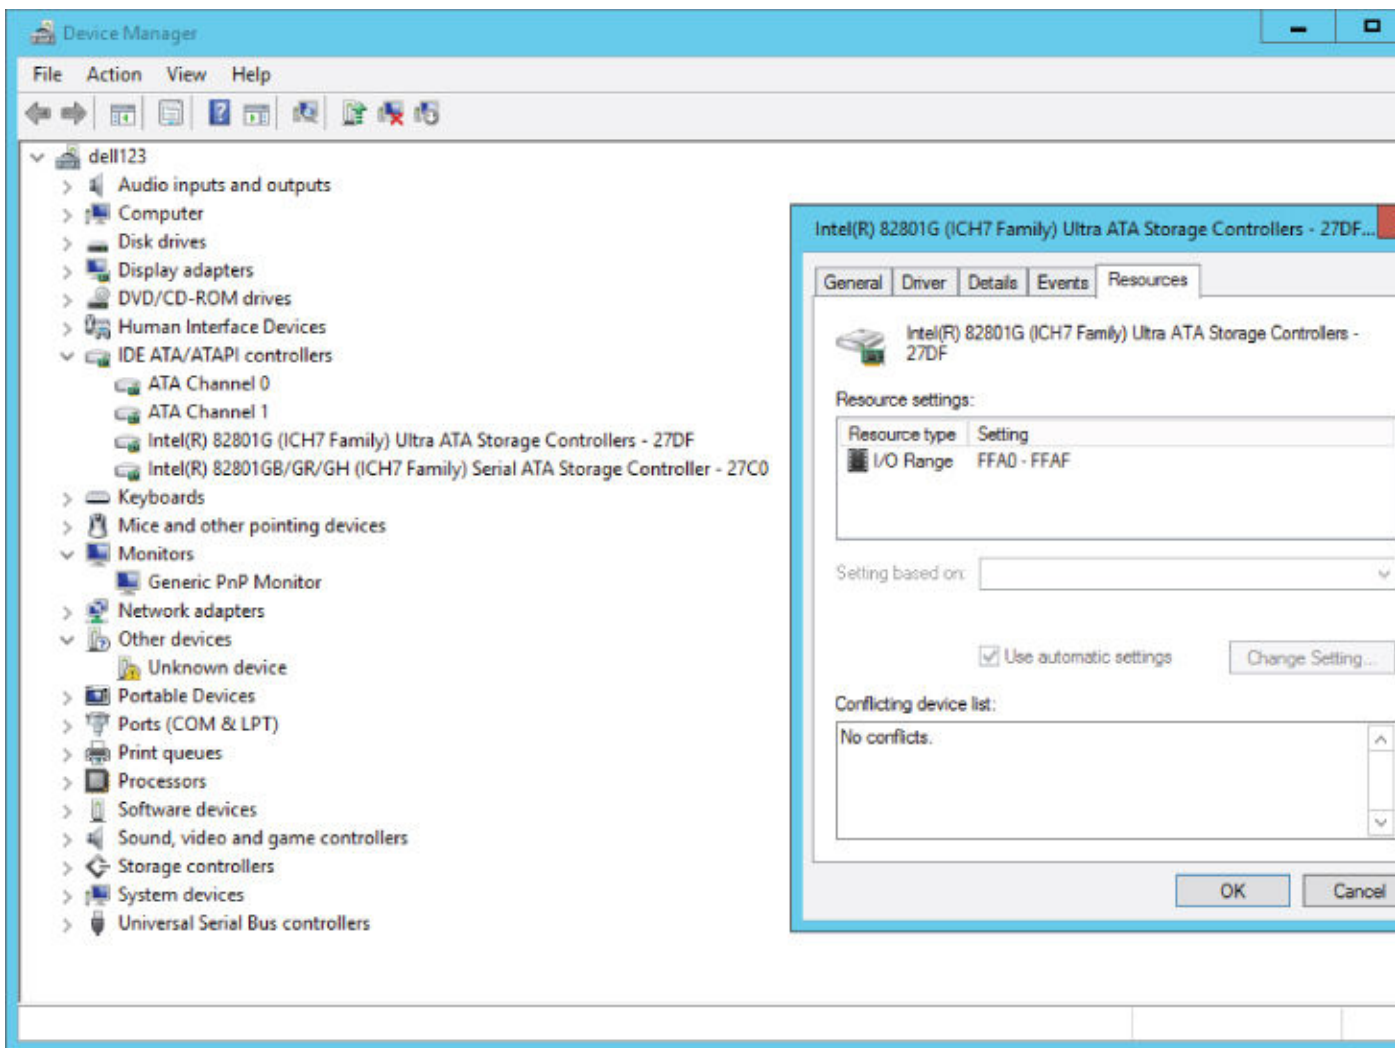 Device Manager
File Action View Help
dell123
Audio inputs and outputs
Computer
Disk drives
Display adapters
DVD/CD-ROM drives
Human Interface Devices
IDE ATA/ATAPI controllers
ATA Channel 0
ATA Channel 1
Intel(R) 82801G (ICH7 Family) Ultra ATA Storage Controllers - 27DF
Intel(R) 82801GB/GR/GH (ICH7 Family) Serial ATA Storage Controller - 27C0
Keyboards
Mice and other pointing devices
Monitors
Generic PnP Monitor
Network adapters
Other devices
Unknown device
Portable Devices
Ports (COM & LPT)
Print queues
Processors
Software devices
Sound, video and game controllers
Storage controllers
System devices
Universal Serial Bus controllers
Intel(R) 82801G (ICH7 Family) Ultra ATA Storage Controllers - 27DF...
General Driver Details Events Resources
Intel(R) 82801G (ICH7 Family) Ultra ATA Storage Controllers -
27DF
Resource settings:
Resource type Setting
I/O Range FFA0 - FFAF
Setting based on:
Use automatic settings Change Setting...
Conflicting device list:
No conflicts.
OK Cancel